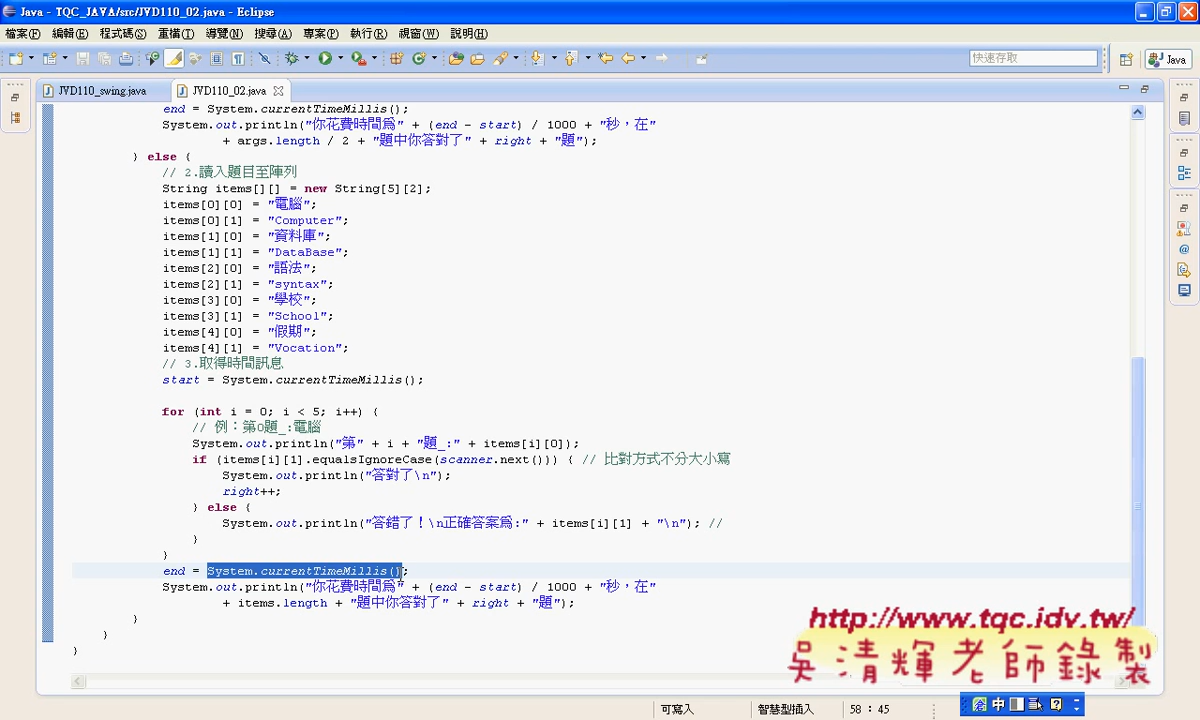 Java - TQC_JAVA/src/JVD110_02.java - Eclipse
檔案(F) 編輯(E) 程式碼(S) 重構(T) 導覽(N) 搜尋(A) 專案(P) 執行(R) 視窗(W) 說明(H)
快速存取
Java
JVD110_swing.java JVD110_02.java
end = System.currentTimeMillis();
System.out.println("你花費時間為" + (end - start) / 1000 + "秒，在"
+ args.length / 2 + "題中你答對了" + right + "題");
} else {
// 2.讀入題目至陣列
String items[][] = new String[5][2];
items[0][0] = "電腦";
items[0][1] = "Computer";
items[1][0] = "資料庫";
items[1][1] = "DataBase";
items[2][0] = "語法";
items[2][1] = "syntax";
items[3][0] = "學校";
items[3][1] = "School";
items[4][0] = "假期";
items[4][1] = "Vocation";
// 3.取得時間訊息
start = System.currentTimeMillis();
for (int i = 0; i < 5; i++) {
// 例：第0題_:電腦
System.out.println("第" + i + "題_:" + items[i][0]);
if (items[i][1].equalsIgnoreCase(scanner.next())) { // 比對方式不分大小寫
System.out.println("答對了\n");
right++;
} else {
System.out.println("答錯了！\n正確答案為:" + items[i][1] + "\n"); //
}
}
end = System.currentTimeMillis();
System.out.println("你花費時間為" + (end - start) / 1000 + "秒，在"
+ items.length + "題中你答對了" + right + "題");
}
}
}
http://www.tqc.idv.tw/
吳清輝老師錄製
可寫入 智慧型插入 58 : 45
中